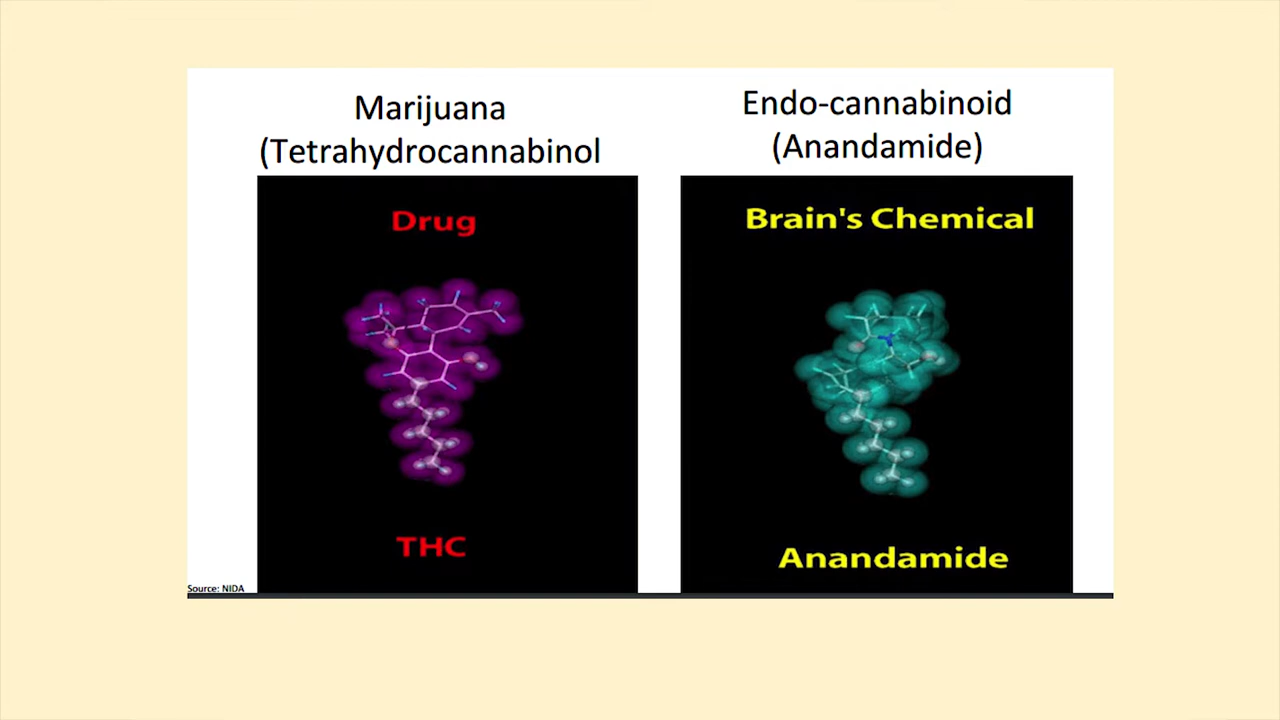 Marijuana
(Tetrahydrocannabinol
Endo-cannabinoid
(Anandamide)
Drug
THC
Brain's Chemical
Anandamide
Source: NIDA